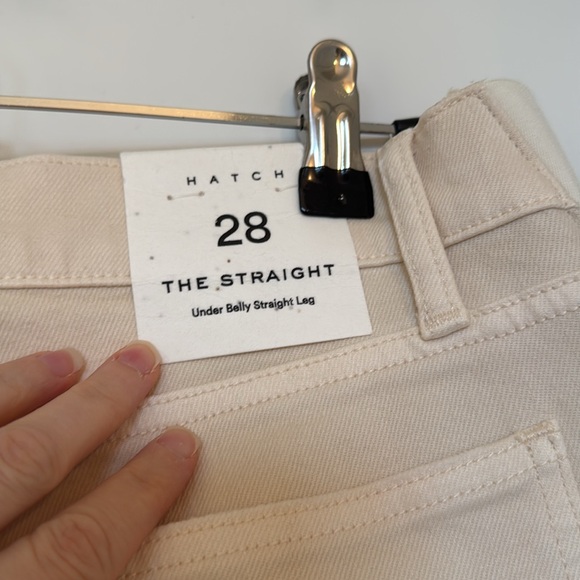 HATCH
28
THE STRAIGHT
Under Belly Straight Leg